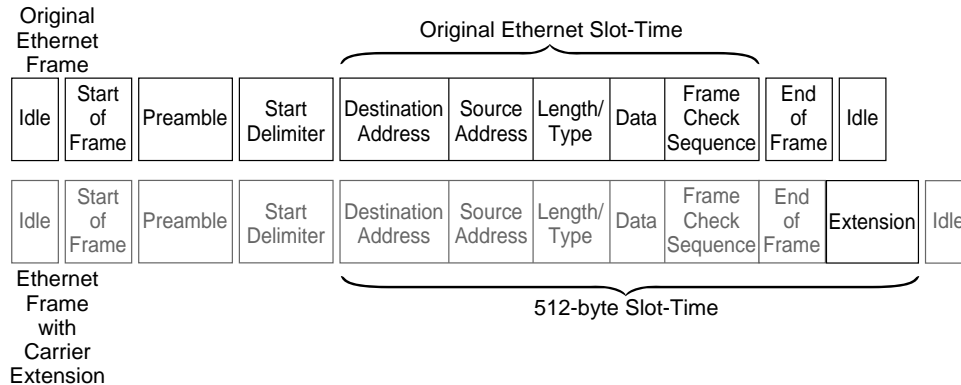 Original
Ethernet
Frame
Original Ethernet Slot-Time
Idle
Start
of
Frame
Preamble
Start
Delimiter
Destination
Address
Source
Address
Length/
Type
Data
Frame
Check
Sequence
End
of
Frame
Idle
Idle
Start
of
Frame
Preamble
Start
Delimiter
Destination
Address
Source
Address
Length/
Type
Data
Frame
Check
Sequence
End
of
Frame
Extension
Idle
Ethernet
Frame
with
Carrier
Extension
512-byte Slot-Time